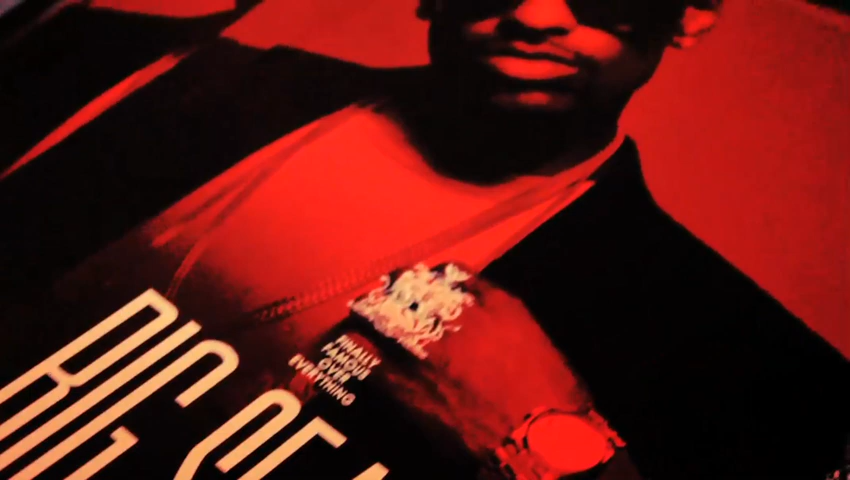 FINALLY
FAMOUS
OVER
EVERYTHING
BIG